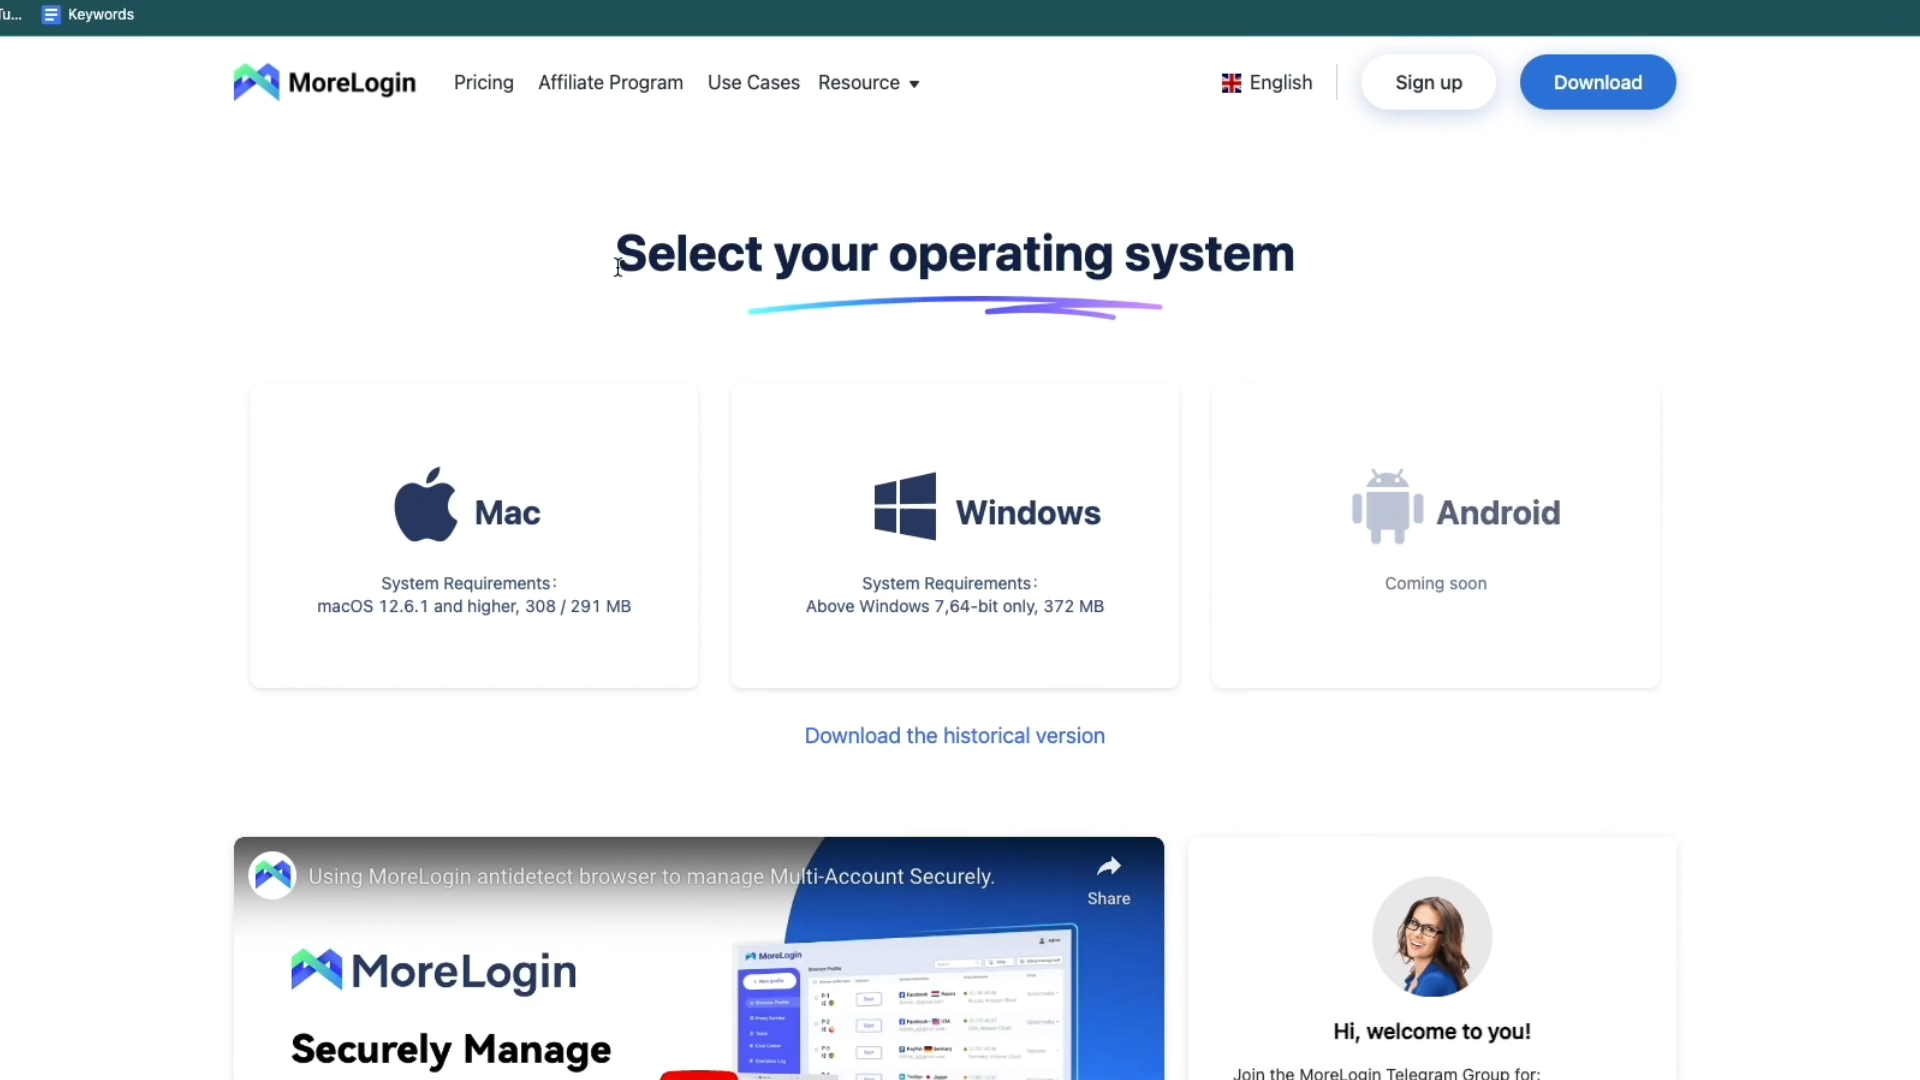 Keywords
MoreLogin
Pricing
Affiliate Program
Use Cases
Resource
English
Sign up
Download
Select your operating system
Mac
System Requirements:
macOS 12.6.1 and higher, 308 / 291 MB
Windows
System Requirements:
Above Windows 7,64-bit only, 372 MB
Android
Coming soon
Download the historical version
Using MoreLogin antidetect browser to manage Multi-Account Securely.
Share
MoreLogin
Securely Manage
MoreLogin
Hi, welcome to you!
Join the MoreLogin Telegram Group for: